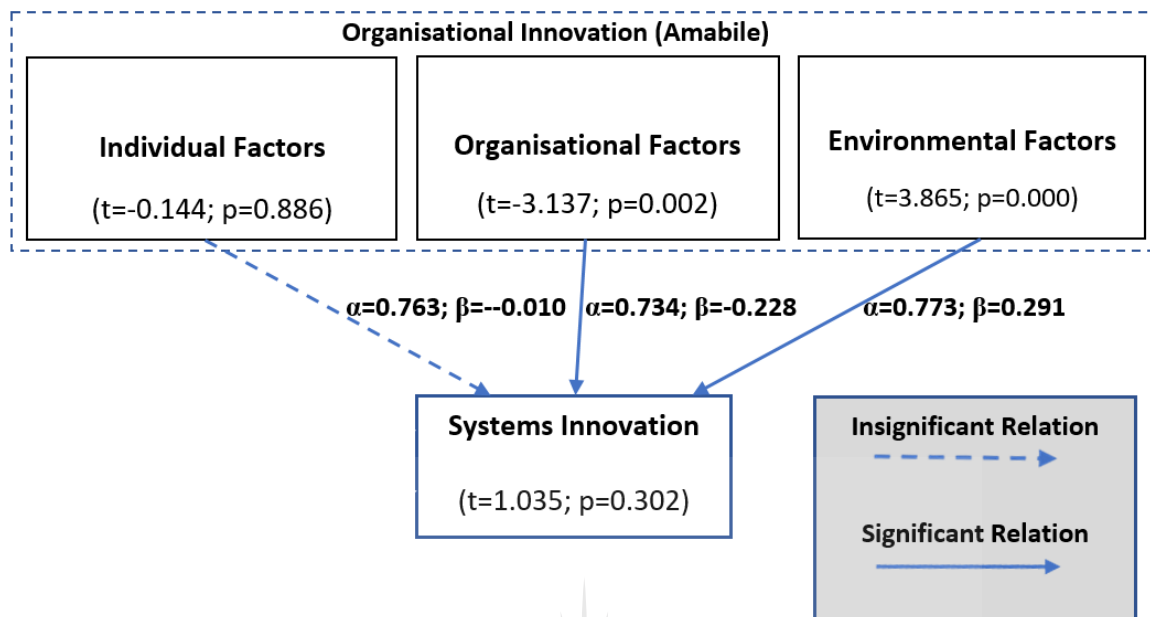 Organisational Innovation (Amabile)
Individual Factors
(t=-0.144; p=0.886)
Organisational Factors
(t=-3.137; p=0.002)
Environmental Factors
(t=3.865; p=0.000)
α=0.763; β=--0.010
α=0.734; β=-0.228
α=0.773; β=0.291
Systems Innovation
(t=1.035; p=0.302)
Insignificant Relation
Significant Relation